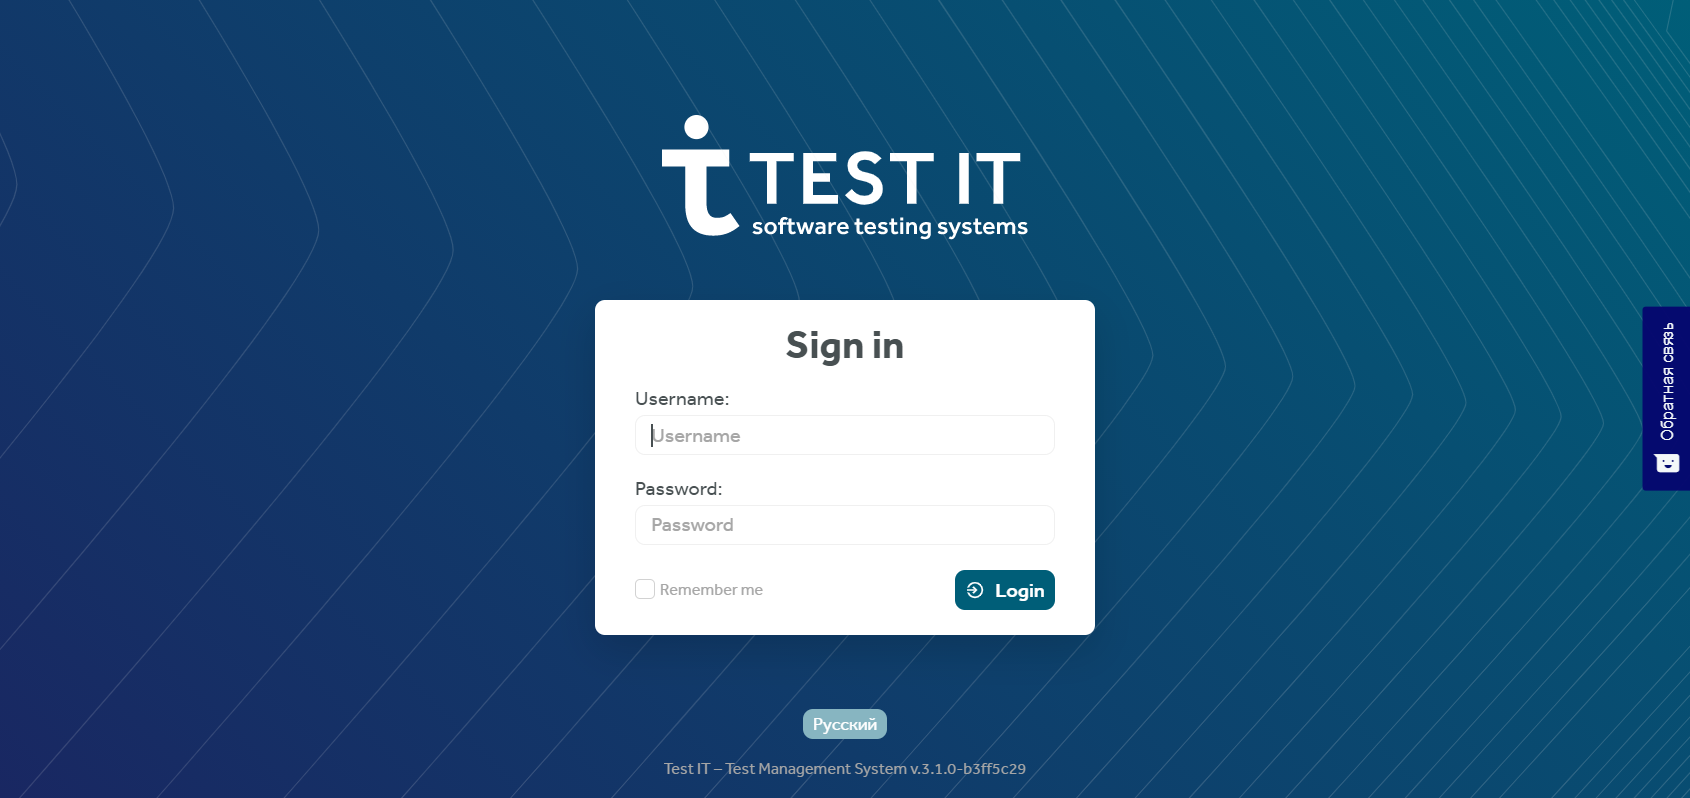 TEST IT
software testing systems
Sign in
Username:
Username
Password:
Password
Remember me
Login
Обратная связь
Русский
Test IT – Test Management System v.3.1.0-b3ff5c29